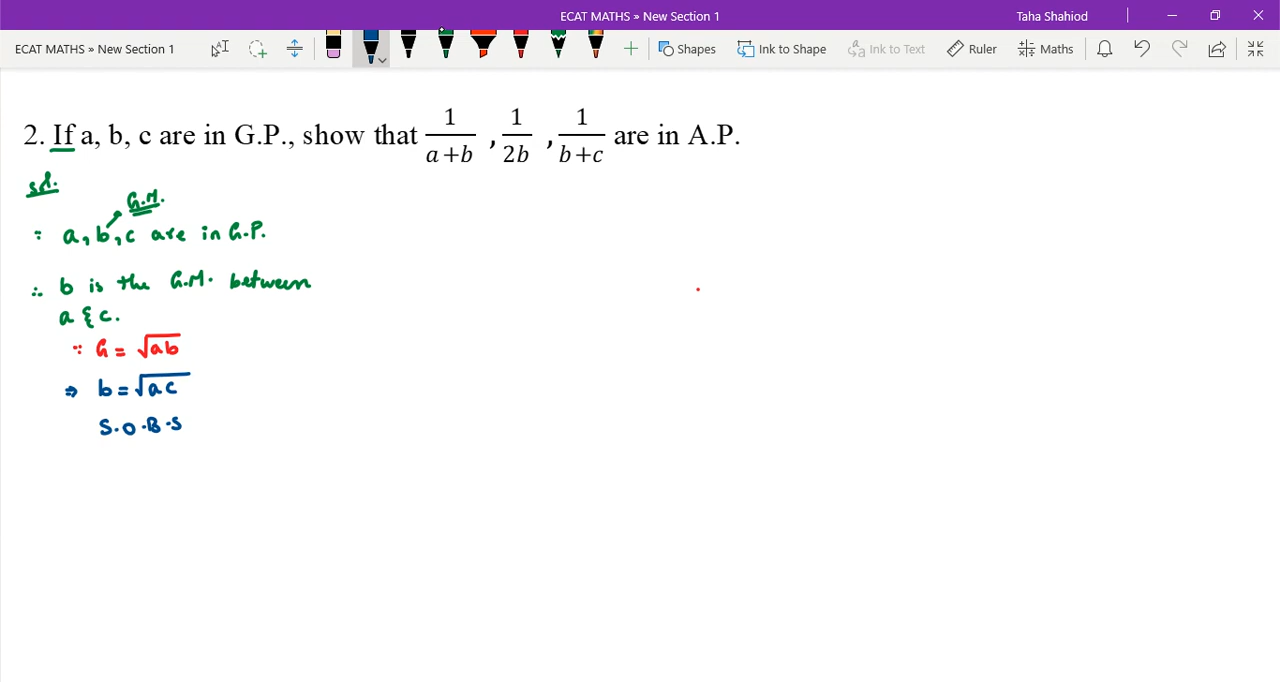 ECAT MATHS » New Section 1
Taha Shahiod
ECAT MATHS » New Section 1
Shapes
Ink to Shape
Ink to Text
Ruler
Maths
2. If a, b, c are in G.P., show that 1/(a+b), 1/(2b), 1/(b+c) are in A.P.
sol.
G.M.
∵ a, b, c are in G.P.
∴ b is the G.M. between
a & c.
∵ G = √ab
⇒ b = √ac
S.O.B.S